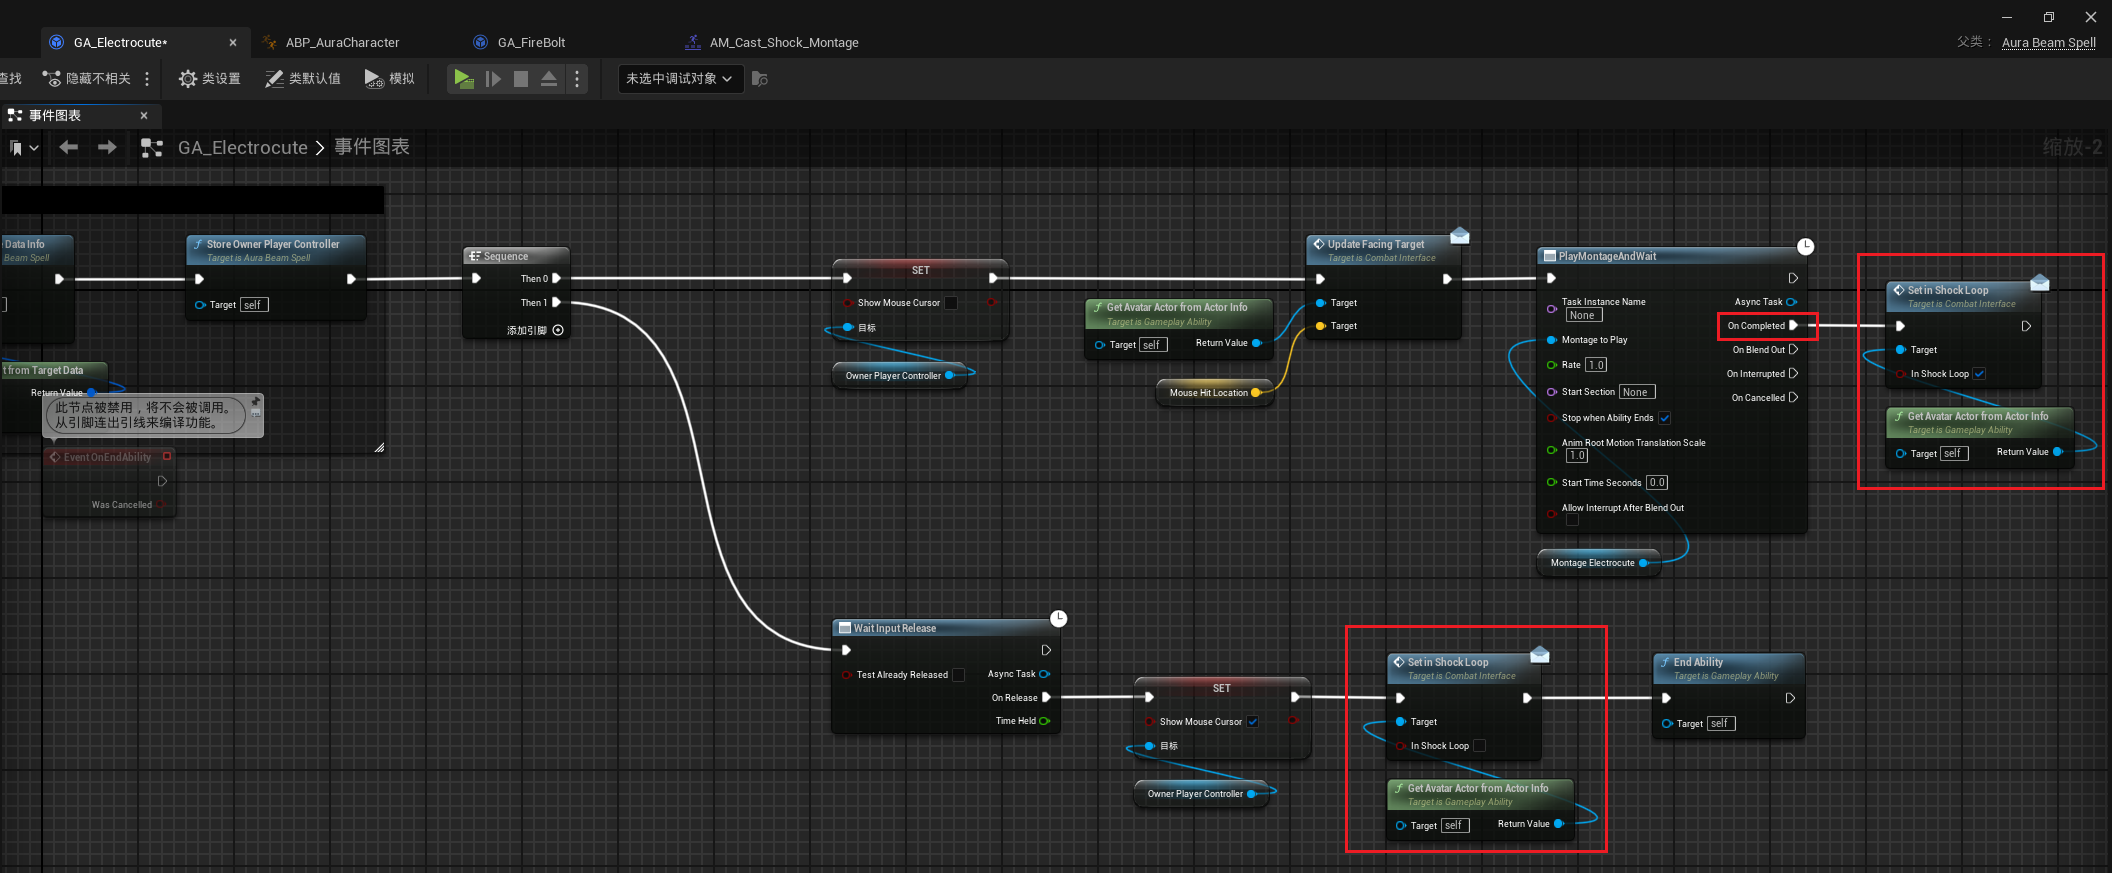 GA_Electrocute*
ABP_AuraCharacter
GA_FireBolt
AM_Cast_Shock_Montage
父类：
Aura Beam Spell
查找
隐藏不相关
类设置
类默认值
模拟
未选中调试对象
事件图表
GA_Electrocute
事件图表
缩放-2
Data Info
Beam Spell
Store Owner Player Controller
Target is Aura Beam Spell
Target self
Sequence
Then 0
Then 1
添加引脚
SET
Show Mouse Cursor
目标
Owner Player Controller
Get Avatar Actor from Actor Info
Target is Gameplay Ability
Target self
Return Value
Mouse Hit Location
Update Facing Target
Target is Combat Interface
Target
Target
PlayMontageAndWait
Task Instance Name
None
Async Task
On Completed
Montage to Play
On Blend Out
Rate 1.0
On Interrupted
Start Section None
On Cancelled
Stop when Ability Ends
Anim Root Motion Translation Scale
1.0
Start Time Seconds 0.0
Allow Interrupt After Blend Out
Montage Electrocute
Set in Shock Loop
Target is Combat Interface
Target
In Shock Loop
Get Avatar Actor from Actor Info
Target is Gameplay Ability
Target self
Return Value
t from Target Data
Return Value
此节点被禁用，将不会被调用。
从引脚连出引线来编译功能。
Event OnEndAbility
Was Cancelled
Wait Input Release
Test Already Released
Async Task
On Release
Time Held
SET
Show Mouse Cursor
目标
Owner Player Controller
Set in Shock Loop
Target is Combat Interface
Target
In Shock Loop
Get Avatar Actor from Actor Info
Target is Gameplay Ability
Target self
Return Value
End Ability
Target is Gameplay Ability
Target self